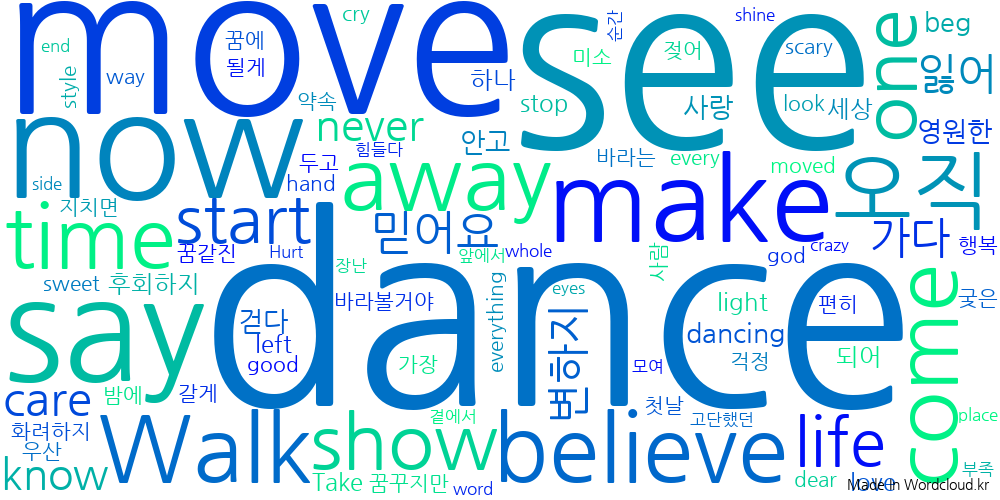 move
see
now
dance
cry
end
style
way
꿈에
될게
약속
하나
stop
미소
순간
젖어
shine
scary
사랑
look
세상
one
beg
잃어
영원한
never
힘들다
안고
바라는
every
moved
side
지치면
두고
hand
away
make
오직
time
start
믿어요
가다
꿈같진
Hurt
장난
앞에서
whole
사람
god
crazy
행복
sweet
후회하지
say
바라볼거야
everything
eyes
light
편히
궂은
come
걷다
left
good
가장
변하지
dancing
걱정
되어
care
밤에
갈게
곁에서
모여
첫날
고단했던
place
화려하지
우산
know
Walk
show
believe
life
Take
꿈꾸지만
word
dear
love
부족
Made in Wordcloud.kr